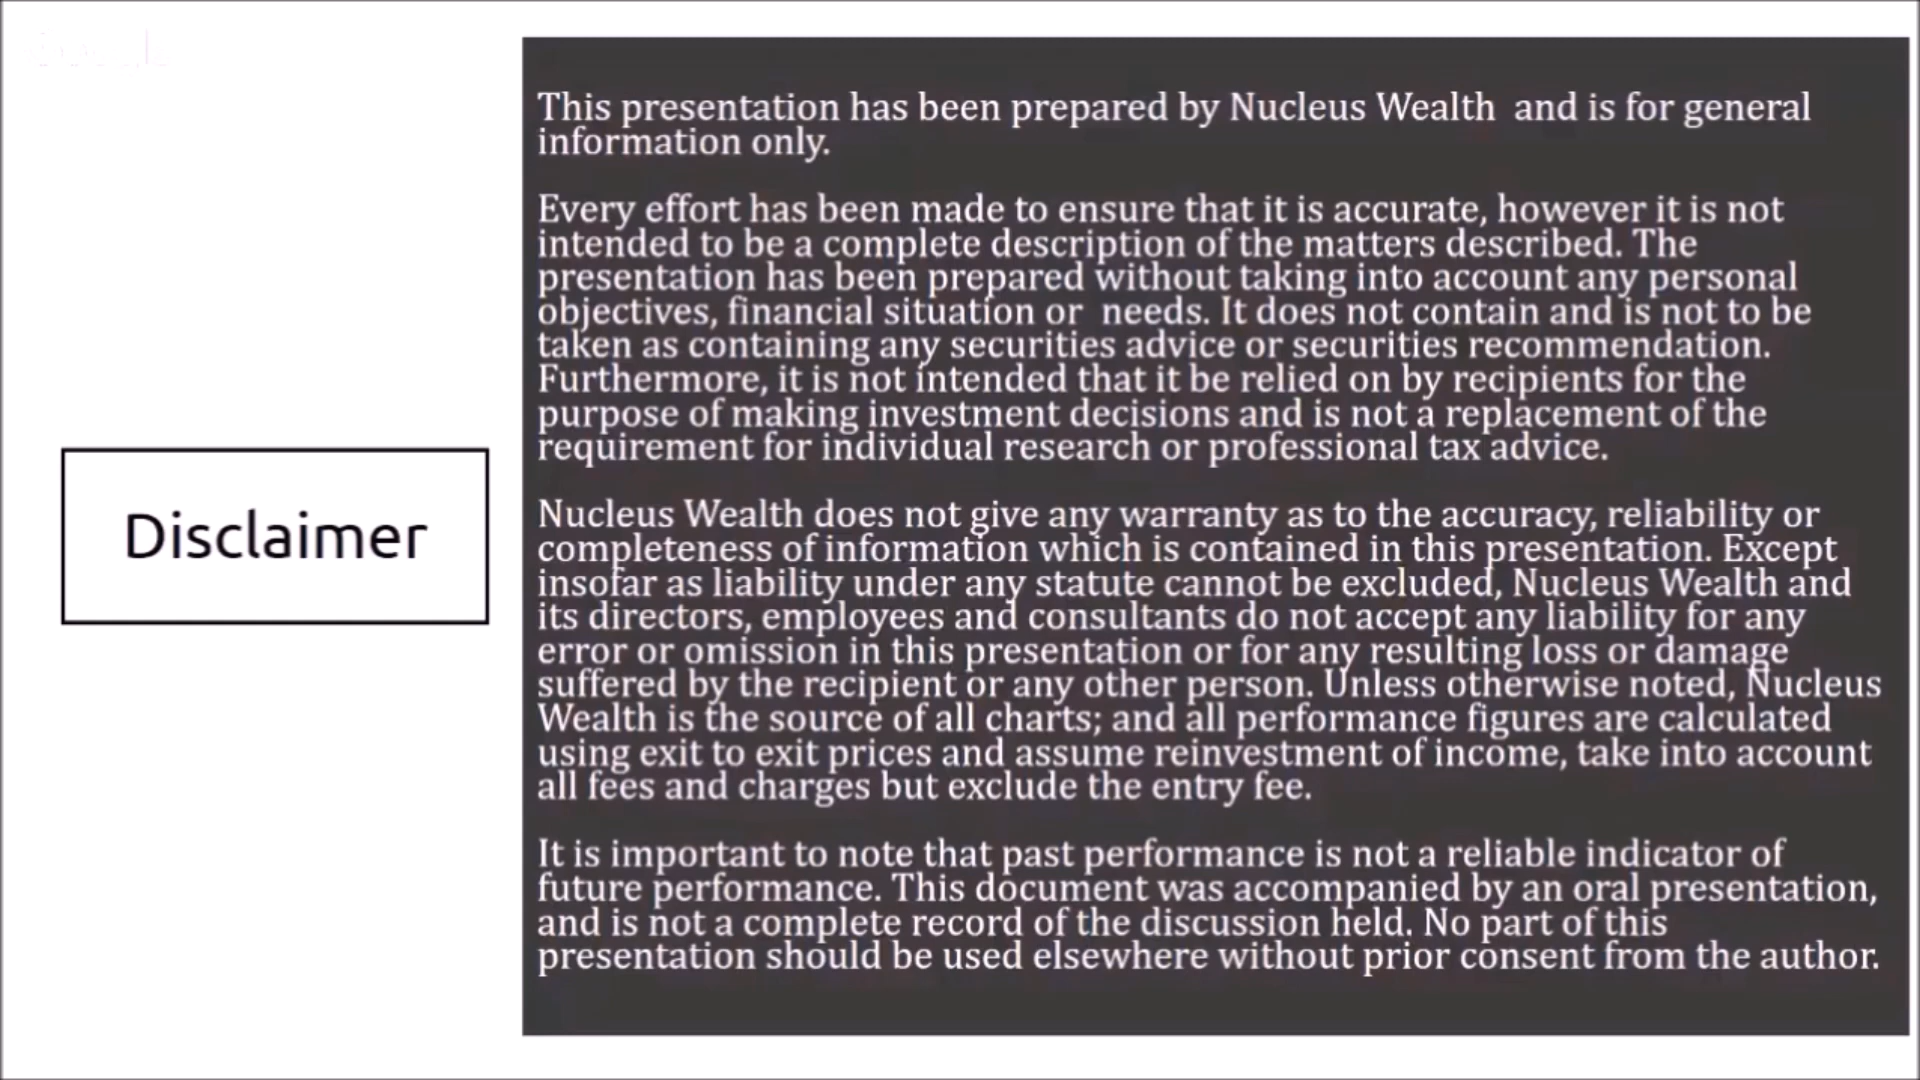 Disclaimer
This presentation has been prepared by Nucleus Wealth and is for general
information only.
Every effort has been made to ensure that it is accurate, however it is not
intended to be a complete description of the matters described. The
presentation has been prepared without taking into account any personal
objectives, financial situation or needs. It does not contain and is not to be
taken as containing any securities advice or securities recommendation.
Furthermore, it is not intended that it be relied on by recipients for the
purpose of making investment decisions and is not a replacement of the
requirement for individual research or professional tax advice.
Nucleus Wealth does not give any warranty as to the accuracy, reliability or
completeness of information which is contained in this presentation. Except
insofar as liability under any statute cannot be excluded, Nucleus Wealth and
its directors, employees and consultants do not accept any liability for any
error or omission in this presentation or for any resulting loss or damage
suffered by the recipient or any other person. Unless otherwise noted, Nucleus
Wealth is the source of all charts; and all performance figures are calculated
using exit to exit prices and assume reinvestment of income, take into account
all fees and charges but exclude the entry fee.
It is important to note that past performance is not a reliable indicator of
future performance. This document was accompanied by an oral presentation,
and is not a complete record of the discussion held. No part of this
presentation should be used elsewhere without prior consent from the author.